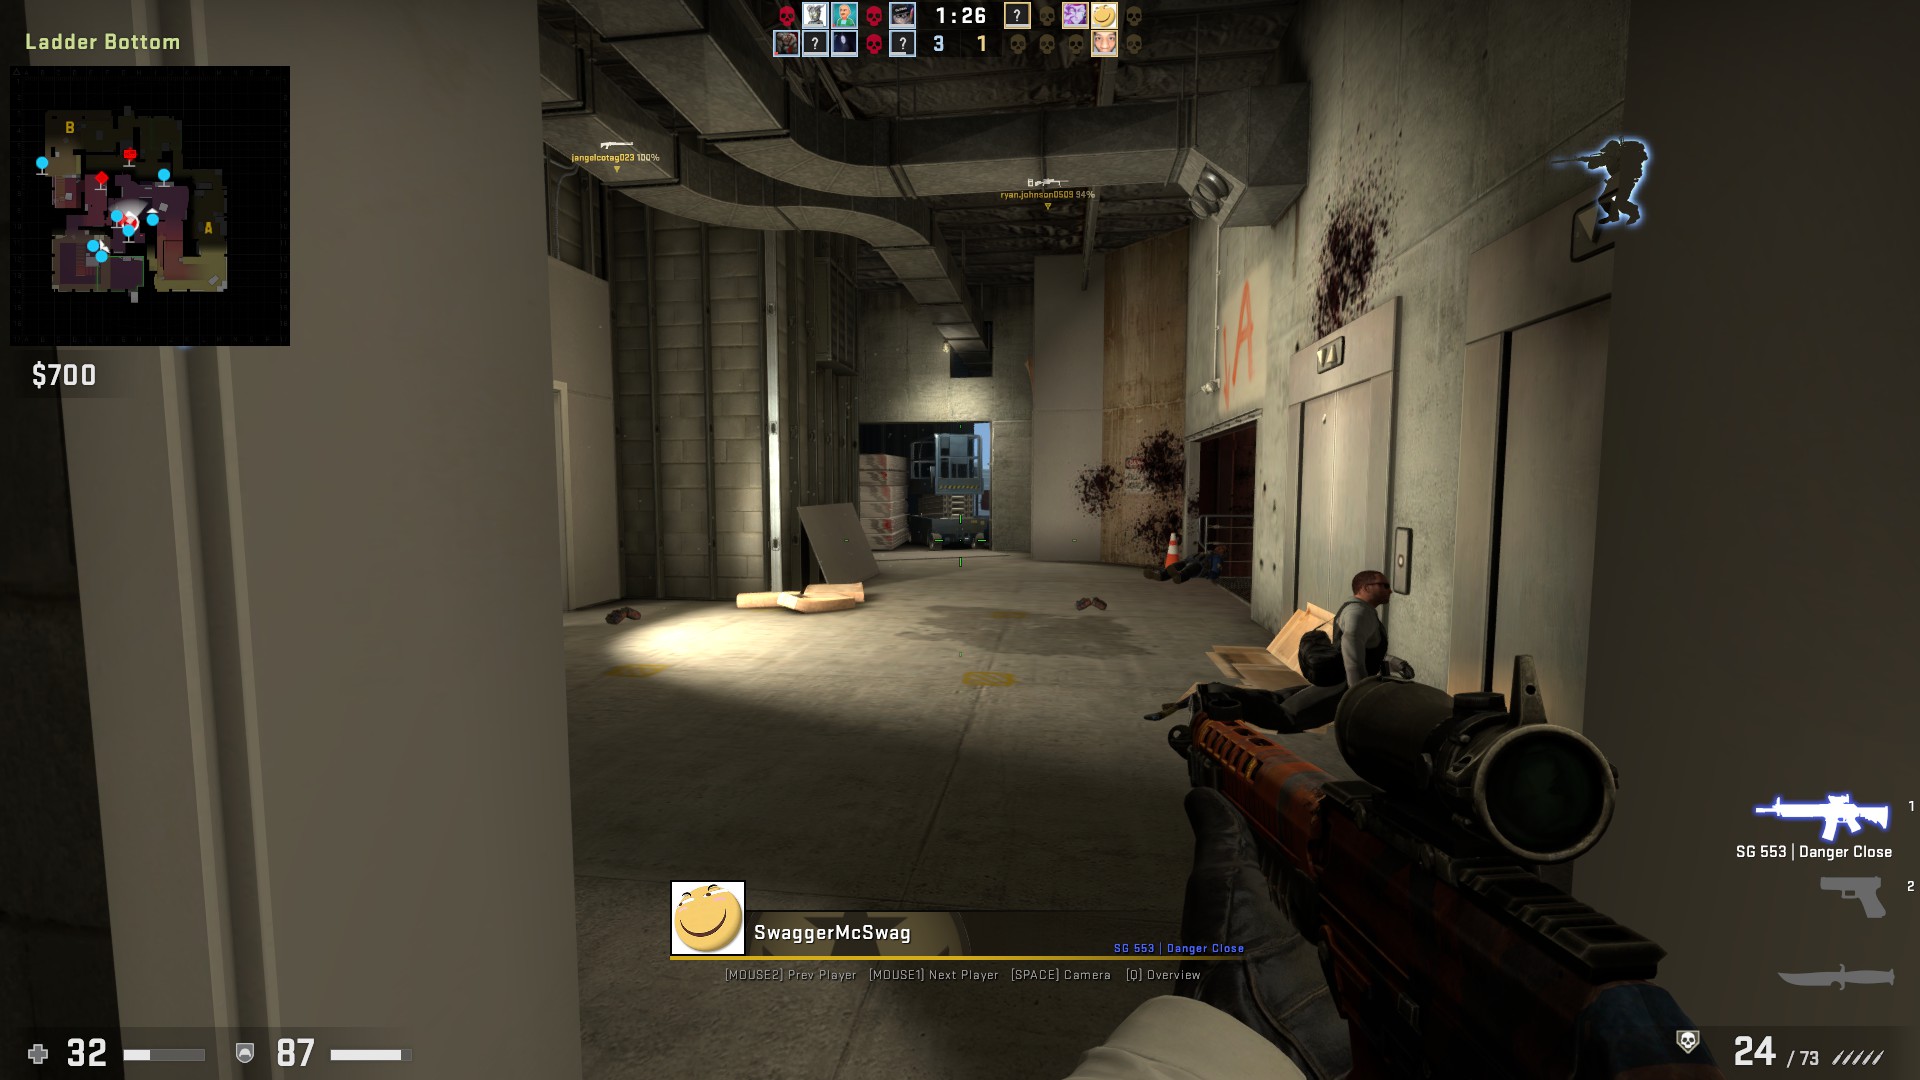 Ladder Bottom
1:26
?
? ? 3 1
B
A
jangelcotag023 100%
ryan.johnson0509 94%
$700
VA
1
SG 553 | Danger Close
2
SwaggerMcSwag
SG 553 | Danger Close
[MOUSE2] Prev Player [MOUSE1] Next Player [SPACE] Camera [Q] Overview
32 87
24 / 73